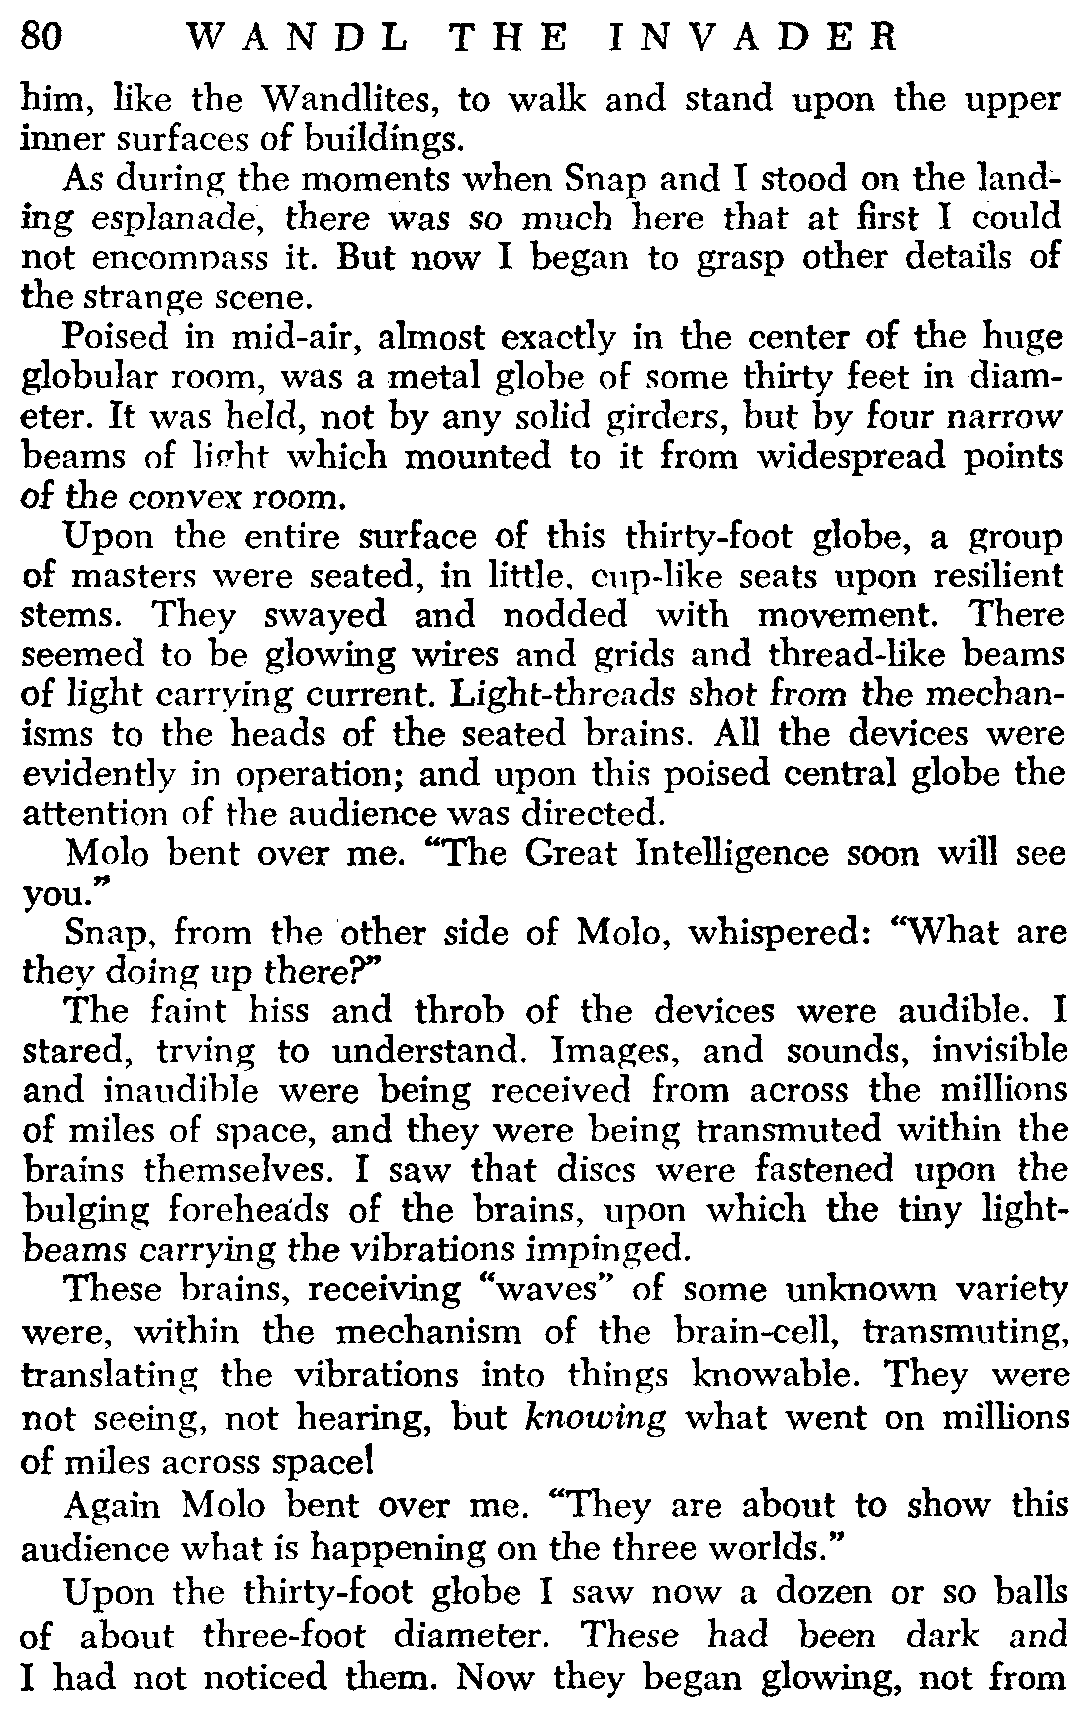 80 WANDL THE INVADER
him, like the Wandlites, to walk and stand upon the upper
inner surfaces of buildings.
As during the moments when Snap and I stood on the land-
ing esplanade, there was so much here that at first I could
not encompass it. But now I began to grasp other details of
the strange scene.
Poised in mid-air, almost exactly in the center of the huge
globular room, was a metal globe of some thirty feet in diam-
eter. It was held, not by any solid girders, but by four narrow
beams of light which mounted to it from widespread points
of the convex room.
Upon the entire surface of this thirty-foot globe, a group
of masters were seated, in little, cup-like seats upon resilient
stems. They swayed and nodded with movement. There
seemed to be glowing wires and grids and thread-like beams
of light carrying current. Light-threads shot from the mechan-
isms to the heads of the seated brains. All the devices were
evidently in operation; and upon this poised central globe the
attention of the audience was directed.
Molo bent over me. “The Great Intelligence soon will see
you.”
Snap, from the other side of Molo, whispered: “What are
they doing up there?”
The faint hiss and throb of the devices were audible. I
stared, trying to understand. Images, and sounds, invisible
and inaudible were being received from across the millions
of miles of space, and they were being transmuted within the
brains themselves. I saw that discs were fastened upon the
bulging foreheads of the brains, upon which the tiny light-
beams carrying the vibrations impinged.
These brains, receiving “waves” of some unknown variety
were, within the mechanism of the brain-cell, transmuting,
translating the vibrations into things knowable. They were
not seeing, not hearing, but knowing what went on millions
of miles across space!
Again Molo bent over me. “They are about to show this
audience what is happening on the three worlds.”
Upon the thirty-foot globe I saw now a dozen or so balls
of about three-foot diameter. These had been dark and
I had not noticed them. Now they began glowing, not from